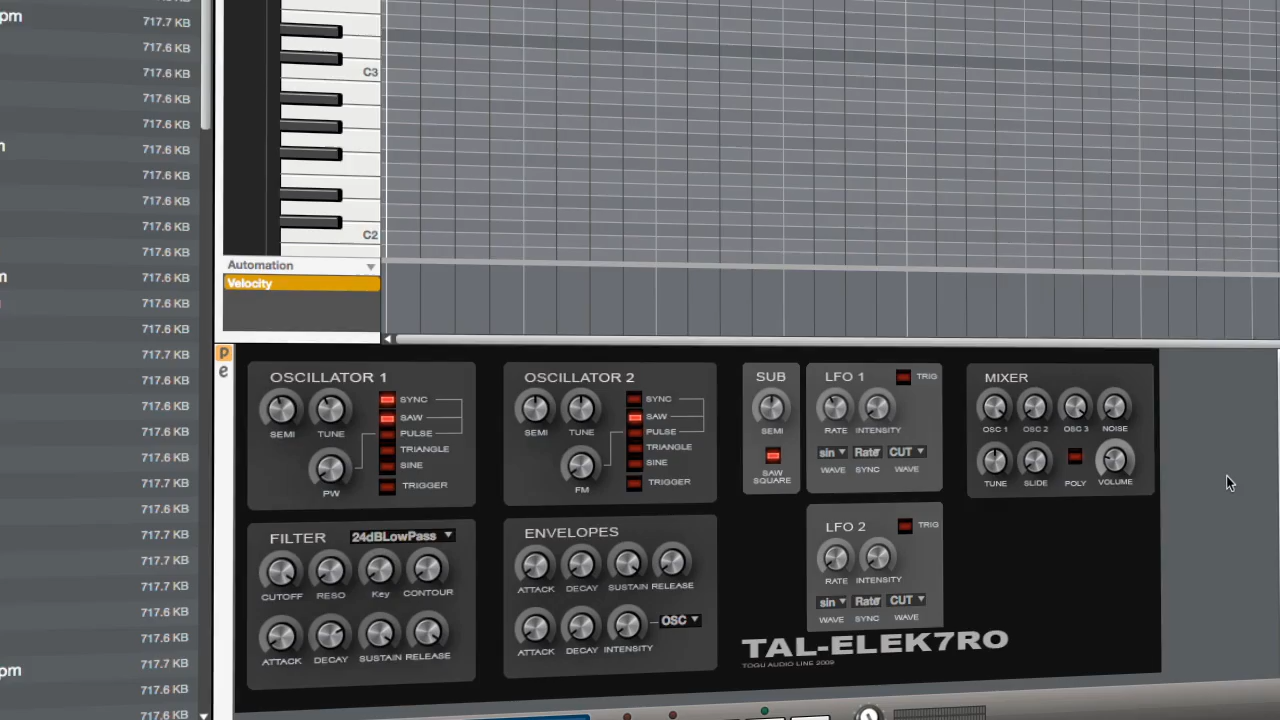 pm
717.7 KB
717.6 KB
717.6 KB
717.6 KB
717.6 KB
717.7 KB
717.6 KB
717.6 KB
717.6 KB
717.6 KB
717.6 KB
717.6 KB
717.6 KB
717.7 KB
717.6 KB
717.6 KB
717.6 KB
717.6 KB
717.6 KB
717.6 KB
717.7 KB
717.7 KB
717.6 KB
717.6 KB
717.6 KB
pm
717.7 KB
717.6 KB
C3
C2
Automation
Velocity
p
e
OSCILLATOR 1
SYNC
SAW
PULSE
TRIANGLE
SINE
TRIGGER
SEMI TUNE
PW
OSCILLATOR 2
SYNC
SAW
PULSE
TRIANGLE
SINE
TRIGGER
SEMI TUNE
FM
SUB
SEMI
SAW
SQUARE
LFO 1 TRIG
RATE INTENSITY
sin Rate CUT
WAVE SYNC WAVE
MIXER
OSC 1 OSC 2 OSC 3 NOISE
TUNE SLIDE POLY VOLUME
FILTER 24dBLowPass
CUTOFF RESO Key CONTOUR
ATTACK DECAY SUSTAIN RELEASE
ENVELOPES
ATTACK DECAY SUSTAIN RELEASE
ATTACK DECAY INTENSITY OSC
LFO 2 TRIG
RATE INTENSITY
sin Rate CUT
WAVE SYNC WAVE
TAL-ELEK7RO
TOGU AUDIO LINE 2009